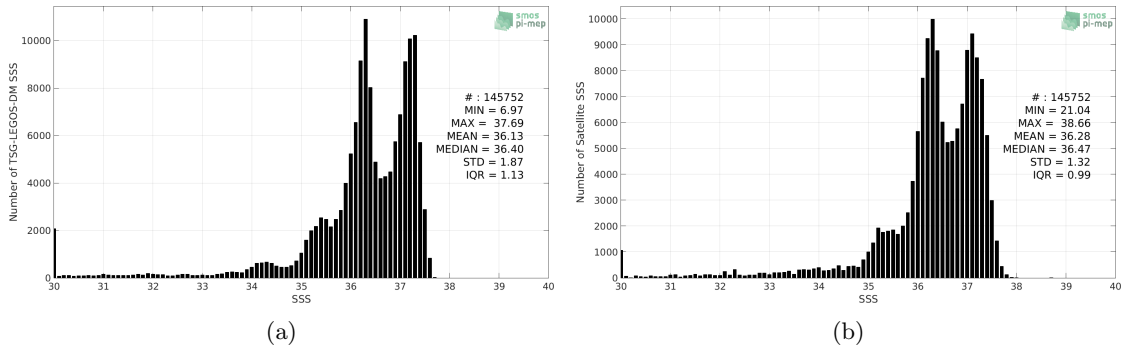 smos
pi-mep
Number of TSG-LEGOS-DM SSS
10000
8000
6000
4000
2000
0
# : 145752
MIN = 6.97
MAX = 37.69
MEAN = 36.13
MEDIAN = 36.40
STD = 1.87
IQR = 1.13
30 31 32 33 34 35 36 37 38 39 40
SSS
(a)
smos
pi-mep
Number of Satellite SSS
10000
9000
8000
7000
6000
5000
4000
3000
2000
1000
0
# : 145752
MIN = 21.04
MAX = 38.66
MEAN = 36.28
MEDIAN = 36.47
STD = 1.32
IQR = 0.99
30 31 32 33 34 35 36 37 38 39 40
SSS
(b)